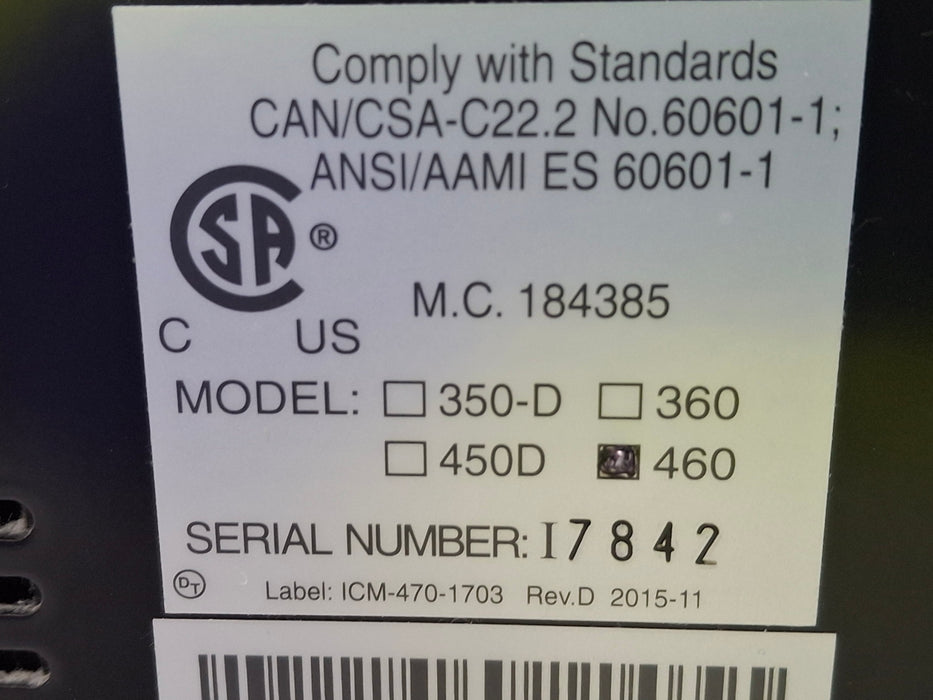 Comply with Standards
CAN/CSA-C22.2 No.60601-1;
ANSI/AAMI ES 60601-1
CSA ®
C US
M.C. 184385
MODEL: ☐ 350-D ☐ 360
☐ 450D ■ 460
SERIAL NUMBER: I7842
DT Label: ICM-470-1703 Rev.D 2015-11